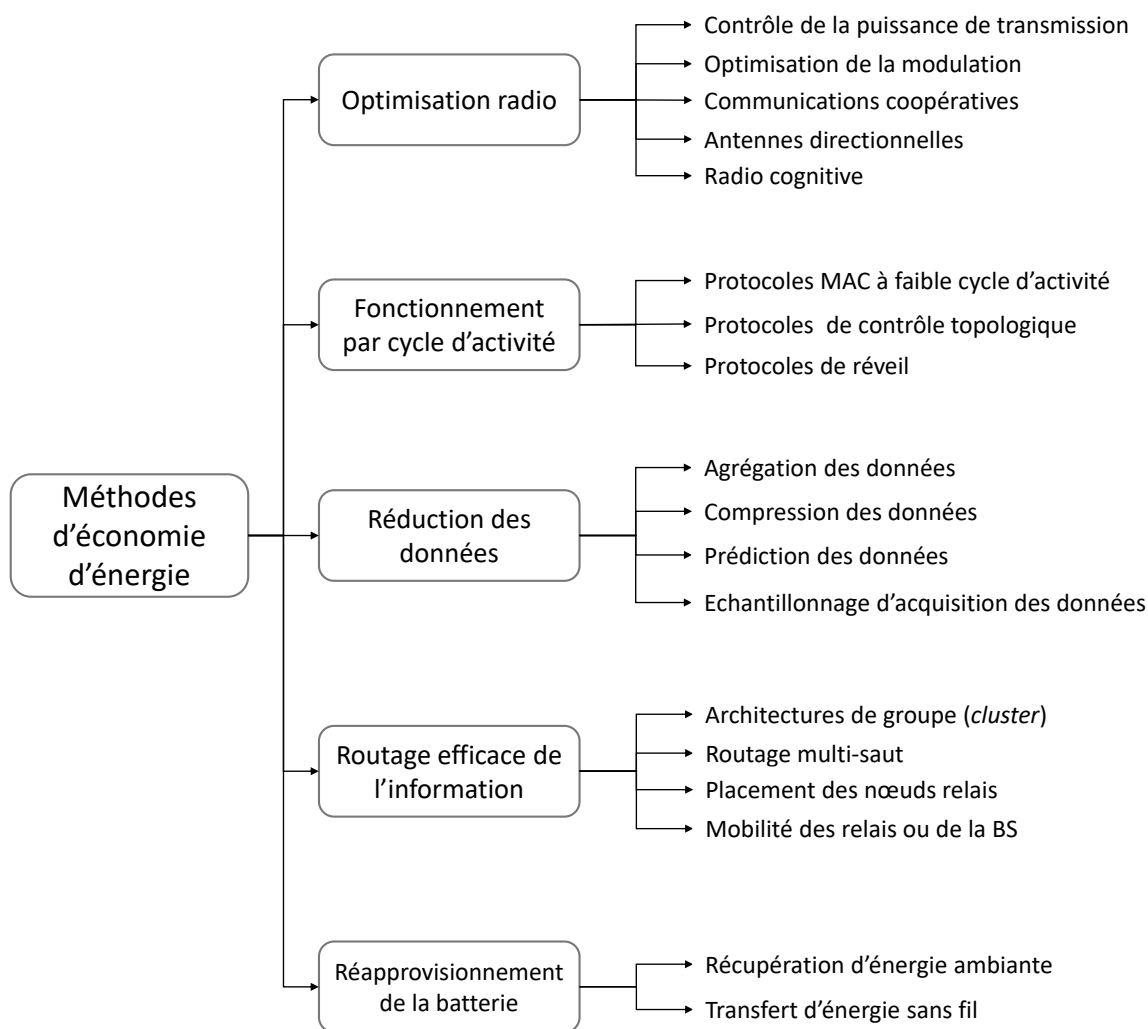 Méthodes
d’économie
d’énergie
Optimisation radio
Contrôle de la puissance de transmission
Optimisation de la modulation
Communications coopératives
Antennes directionnelles
Radio cognitive
Fonctionnement
par cycle d’activité
Protocoles MAC à faible cycle d’activité
Protocoles  de contrôle topologique
Protocoles de réveil
Réduction des
données
Agrégation des données
Compression des données
Prédiction des données
Echantillonnage d’acquisition des données
Routage efficace de
l’information
Architectures de groupe (cluster)
Routage multi-saut
Placement des nœuds relais
Mobilité des relais ou de la BS
Réapprovisionnement
de la batterie
Récupération d’énergie ambiante
Transfert d’énergie sans fil